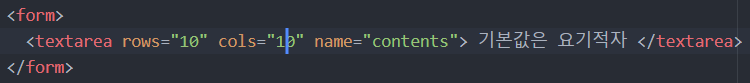 <form>
<textarea rows="10" cols="10" name="contents"> 기본값은 요기적자 </textarea>
</form>